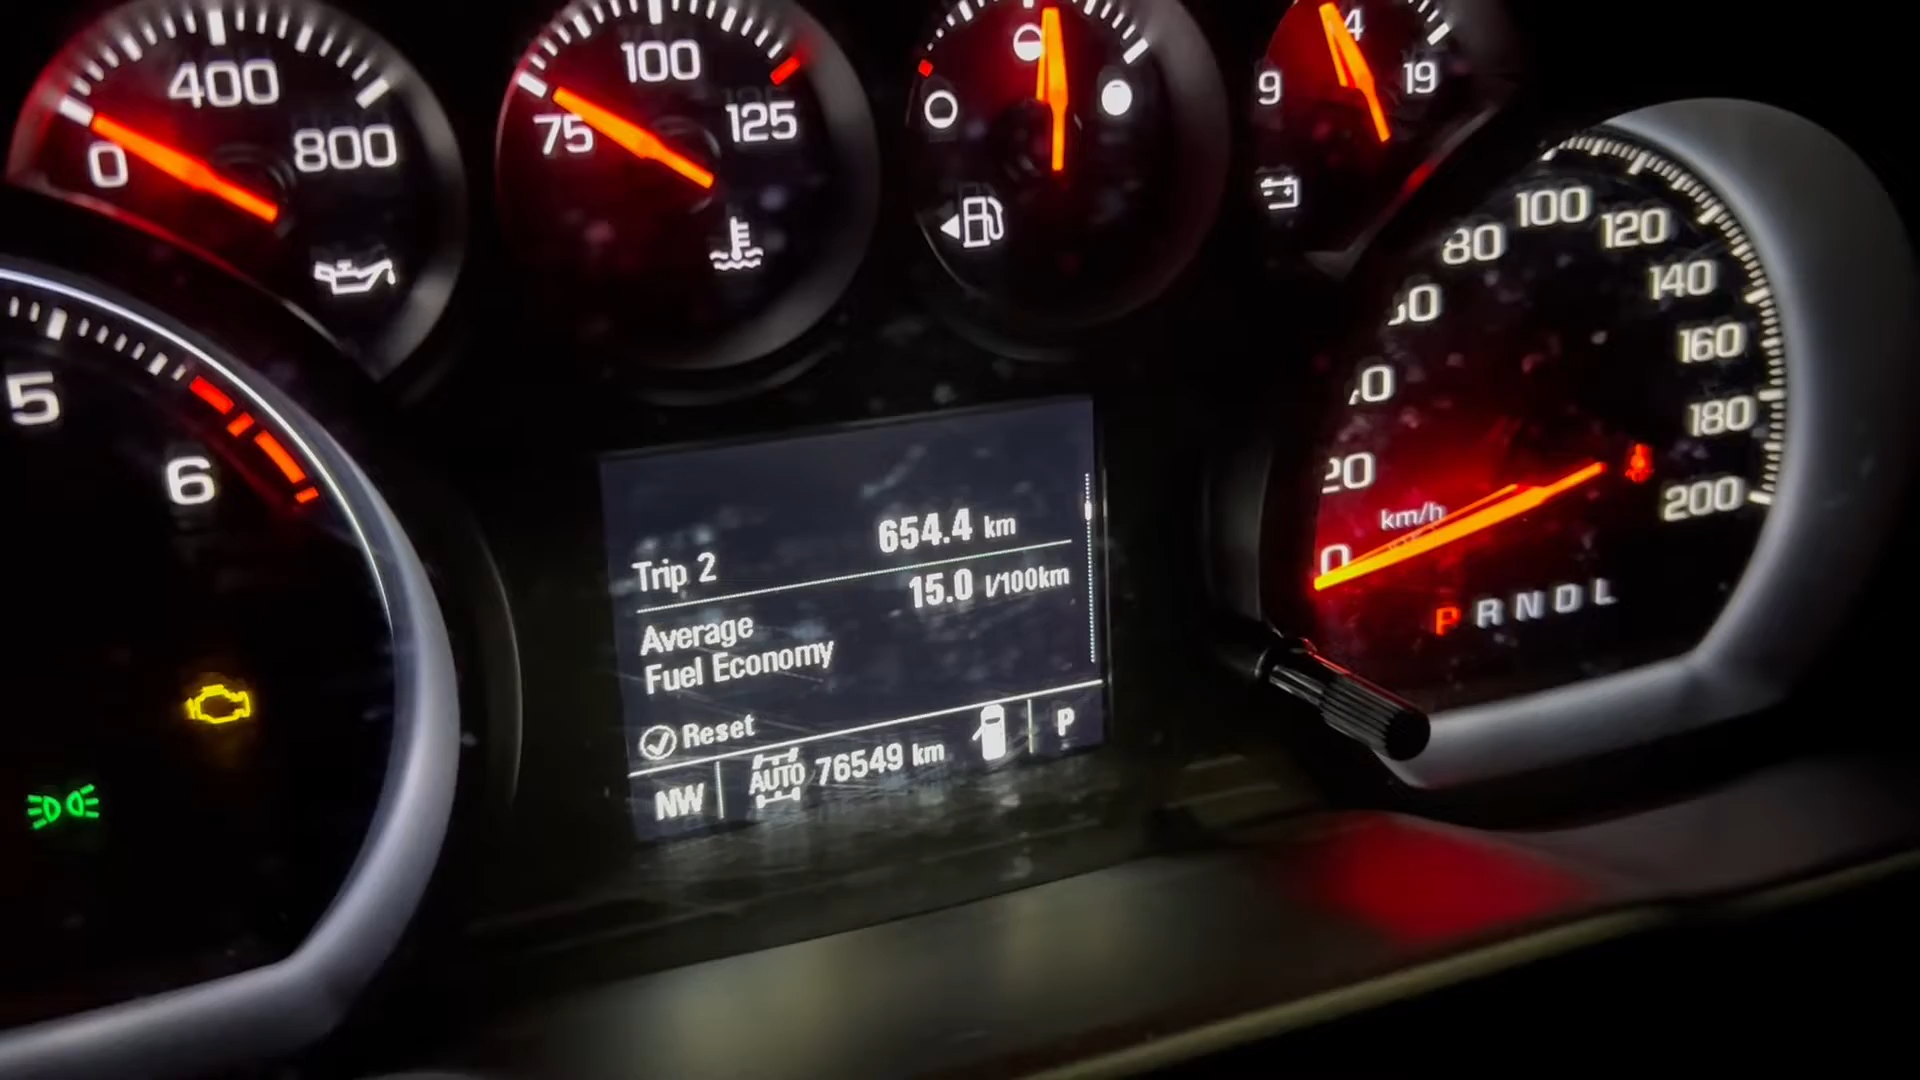 400
800
0
100
75
125
9
19
5
6
100
120
80
140
160
180
20
200
km/h
0
P R N D L
654.4 km
Trip 2
15.0 l/100km
Average
Fuel Economy
Reset
NW
AUTO 76549 km
P